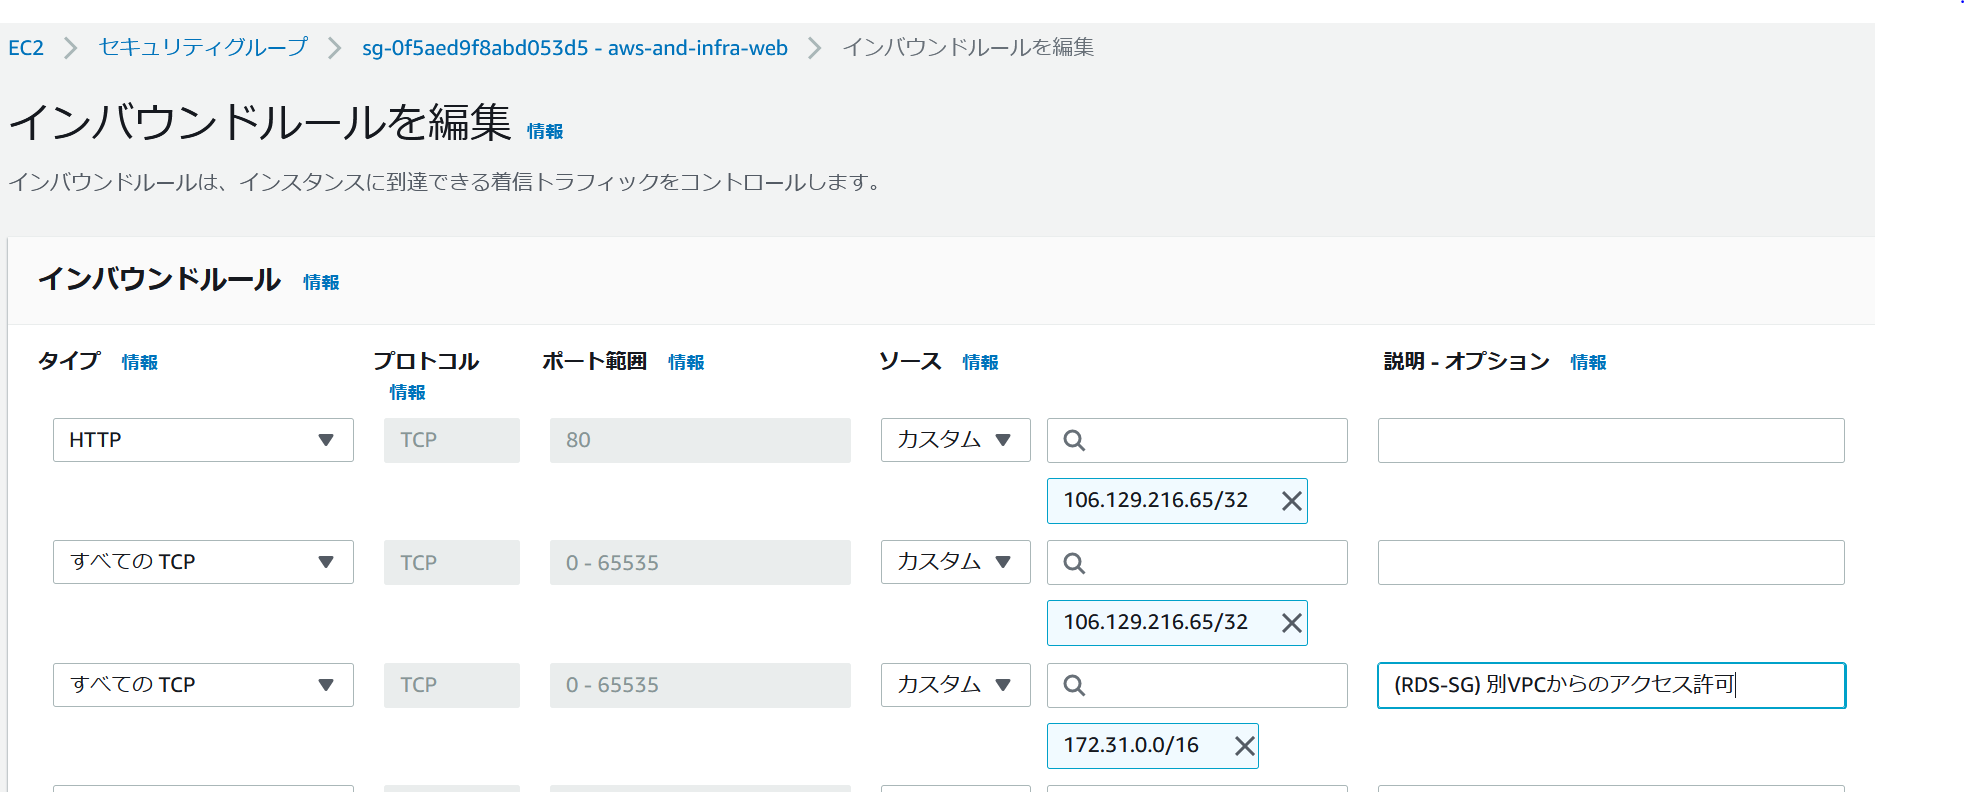 EC2 セキュリティグループ sg-0f5aed9f8abd053d5 - aws-and-infra-web インバウンドルールを編集
インバウンドルールを編集 情報
インバウンドルールは、インスタンスに到達できる着信トラフィックをコントロールします。
インバウンドルール 情報
タイプ 情報 プロトコル 情報 ポート範囲 情報 ソース 情報 説明 - オプション 情報
HTTP TCP 80 カスタム
106.129.216.65/32
すべての TCP TCP 0 - 65535 カスタム
106.129.216.65/32
すべての TCP TCP 0 - 65535 カスタム (RDS-SG) 別VPCからのアクセス許可
172.31.0.0/16